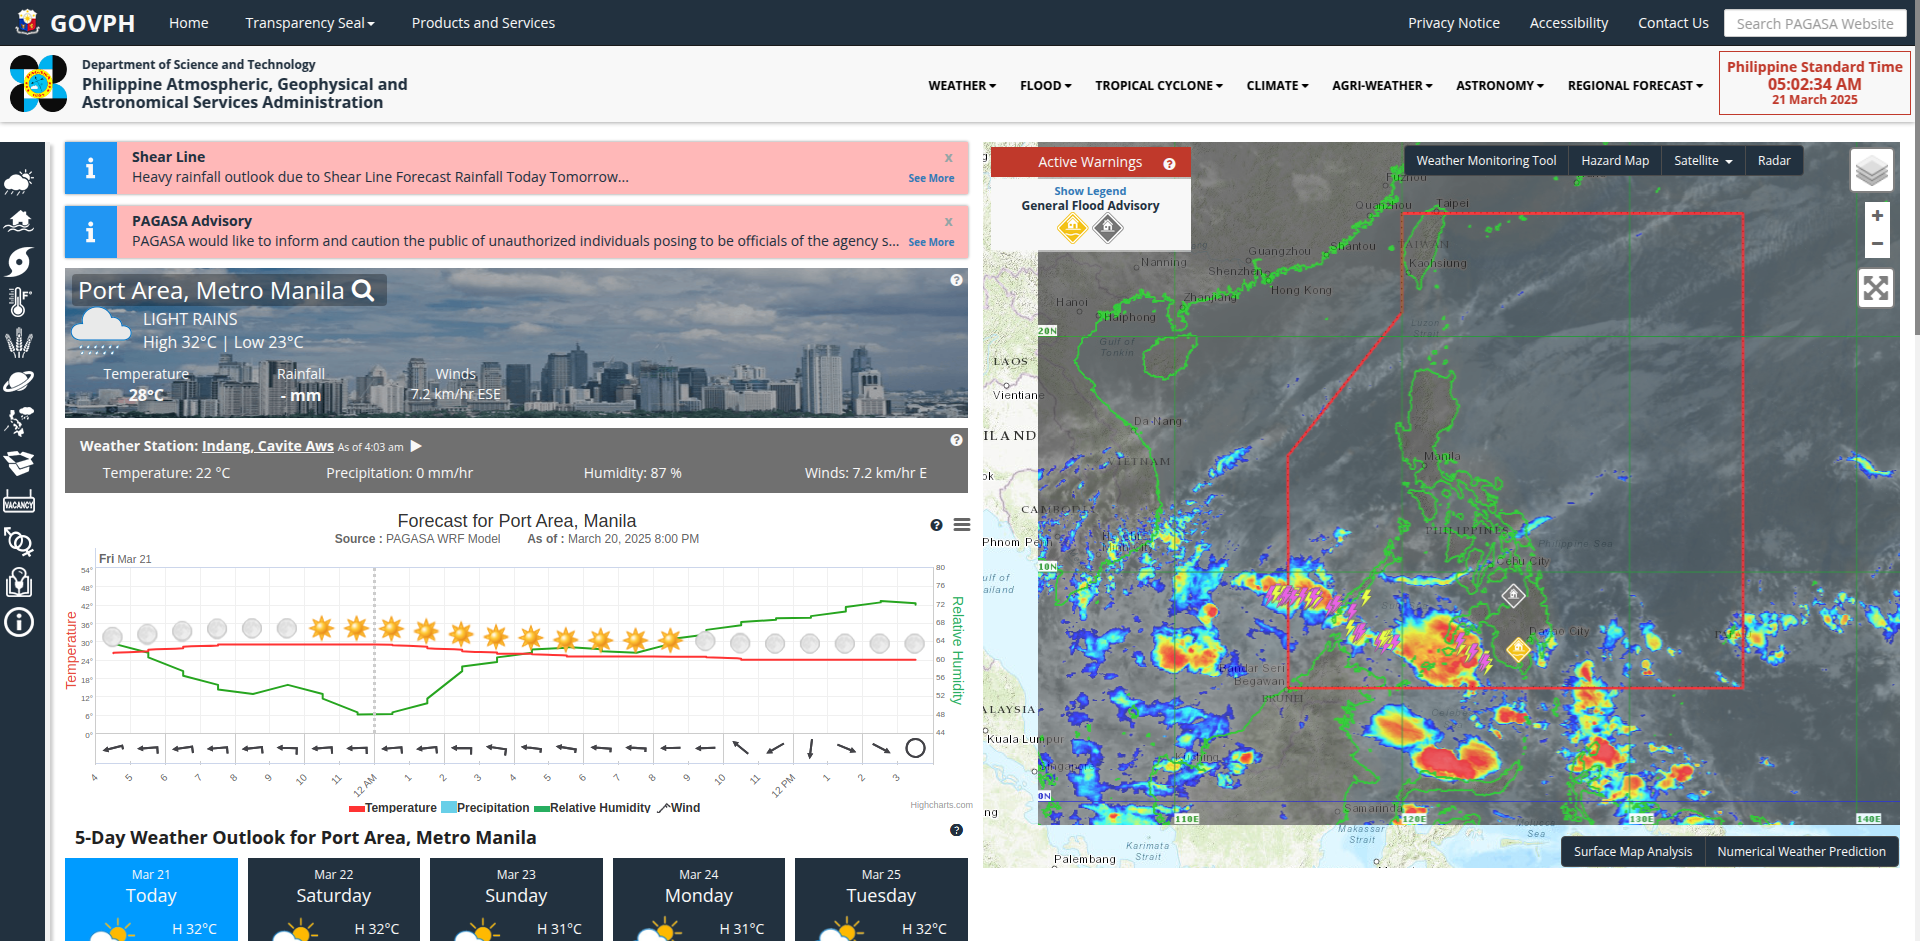 GOVPH
Home
Transparency Seal
Products and Services
Privacy Notice
Accessibility
Contact Us
Search PAGASA Website
Department of Science and Technology
Philippine Atmospheric, Geophysical and
Astronomical Services Administration
WEATHER
FLOOD
TROPICAL CYCLONE
CLIMATE
AGRI-WEATHER
ASTRONOMY
REGIONAL FORECAST
Philippine Standard Time
05:02:34 AM
21 March 2025
Shear Line
x
Heavy rainfall outlook due to Shear Line Forecast Rainfall Today Tomorrow...
See More
PAGASA Advisory
x
PAGASA would like to inform and caution the public of unauthorized individuals posing to be officials of the agency s...
See More
Port Area, Metro Manila
LIGHT RAINS
High 32°C | Low 23°C
Temperature
Rainfall
Winds
28°C
- mm
7.2 km/hr ESE
Weather Station: Indang, Cavite Aws As of 4:03 am
Temperature: 22 °C
Precipitation: 0 mm/hr
Humidity: 87 %
Winds: 7.2 km/hr E
VACANCY
Forecast for Port Area, Manila
Source : PAGASA WRF Model As of : March 20, 2025 8:00 PM
Fri Mar 21
Temperature
54°
48°
42°
36°
30°
24°
18°
12°
6°
0°
80
76
72
68
64
60
56
52
48
44
Relative Humidity
4
5
6
7
8
9
10
11
12 AM
1
2
3
4
5
6
7
8
9
10
11
12 PM
1
2
3
Temperature
Precipitation
Relative Humidity
Wind
Highcharts.com
5-Day Weather Outlook for Port Area, Metro Manila
Mar 21
Today
H 32°C
Mar 22
Saturday
H 32°C
Mar 23
Sunday
H 31°C
Mar 24
Monday
H 31°C
Mar 25
Tuesday
H 32°C
Active Warnings
Show Legend
General Flood Advisory
Weather Monitoring Tool
Hazard Map
Satellite
Radar
+
−
Fuzhou
Quanzhou
Taipei
TAIWAN
Kaohsiung
Shantou
Guangzhou
Shenzhen
Hong Kong
Nanning
Zhanjiang
Hanoi
Haiphong
Gulf of
Tonkin
Luzon
Strait
20N
LAOS
Vientiane
Da Nang
ILAND
VIETNAM
ok
CAMBODIA
Phnom Penh
Ho Chi
Minh City
ulf of
ailand
10N
Manila
PHILIPPINES
Philippine Sea
Cebu City
Davao City
Bandar Seri
Begawan
BRUNEI
ALAYSIA
Kuala Lumpur
Kuching
ng
0N
Samarinda
110E
120E
130E
140E
Makassar
Strait
Karimata
Strait
Molucca
Sea
Palembang
Surface Map Analysis
Numerical Weather Prediction